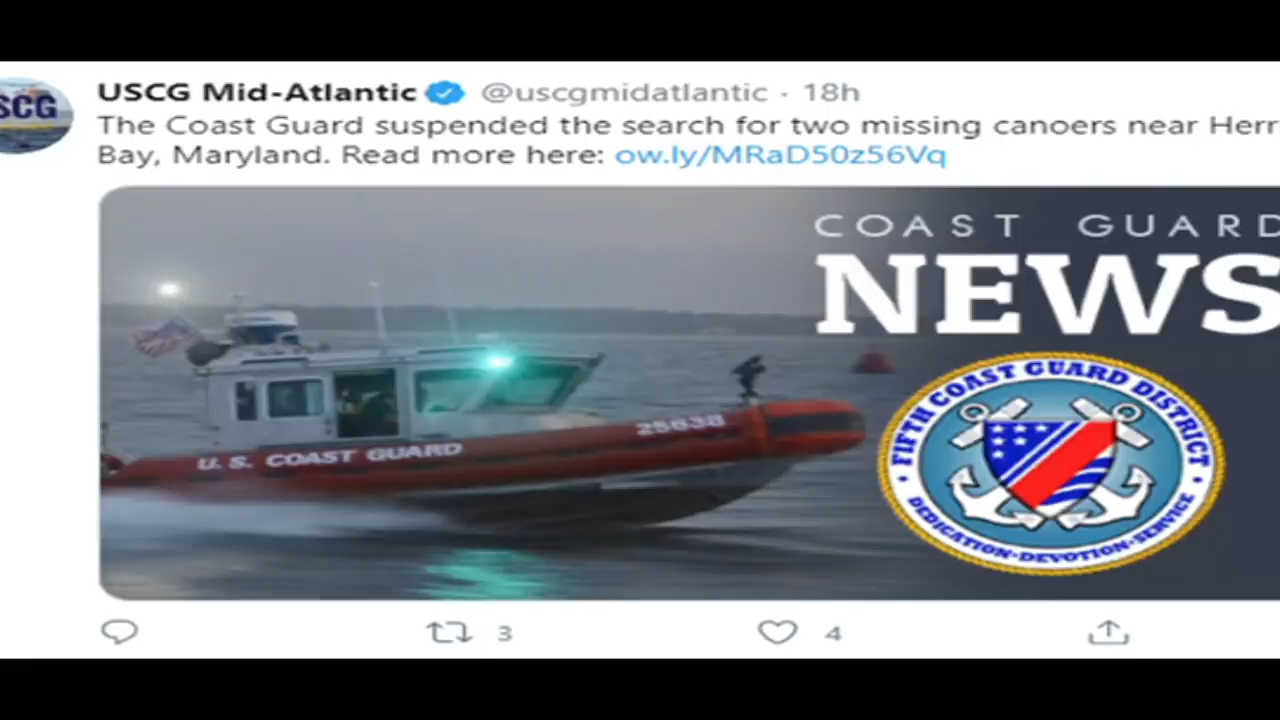 SCG
USCG Mid-Atlantic @uscgmidatlantic · 18h
The Coast Guard suspended the search for two missing canoers near Herr
Bay, Maryland. Read more here: ow.ly/MRaD50z56Vq
COAST GUARD
NEWS
U. S. COAST GUARD
25638
FIFTH COAST GUARD DISTRICT
DEDICATION·DEVOTION·SERVICE
3
4